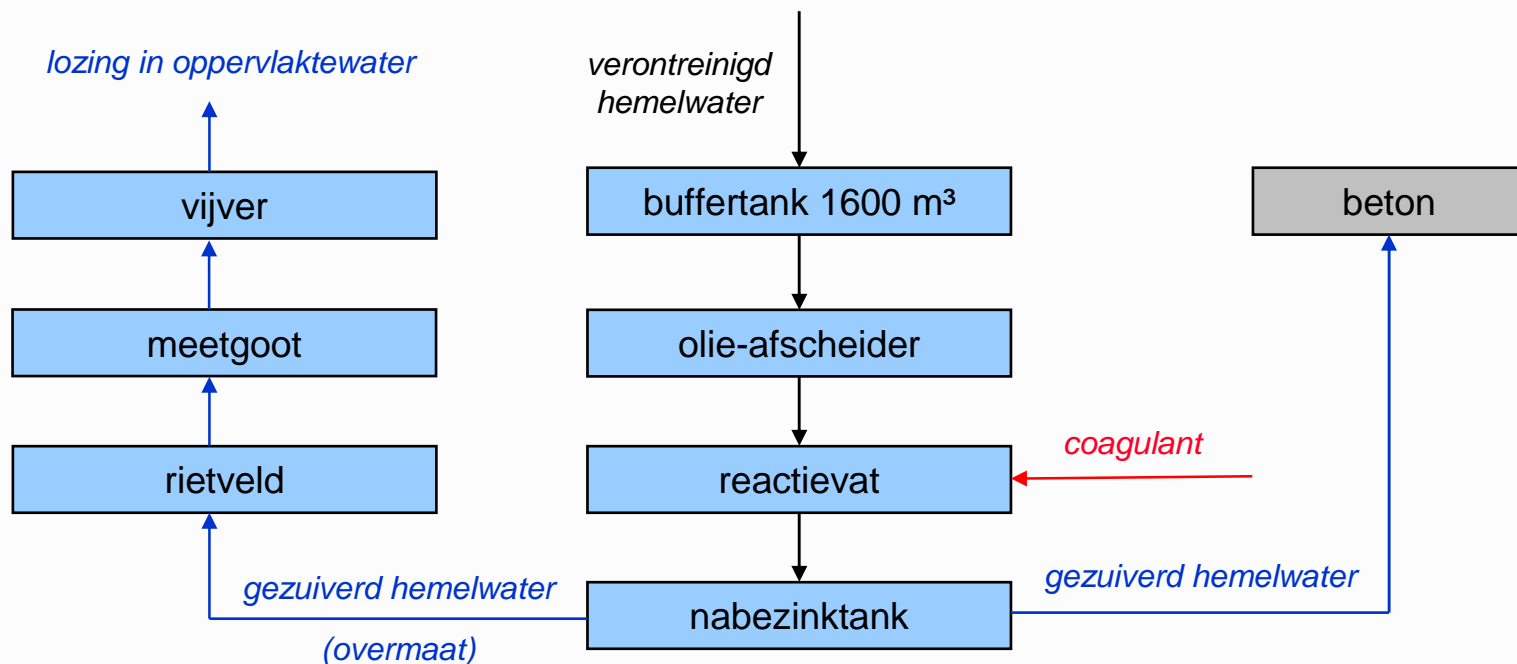 lozing in oppervlaktewater
verontreinigd
hemelwater
vijver
buffertank 1600 m³
beton
meetgoot
olie-afscheider
coagulant
rietveld
reactievat
gezuiverd hemelwater
gezuiverd hemelwater
nabezinktank
(overmaat)